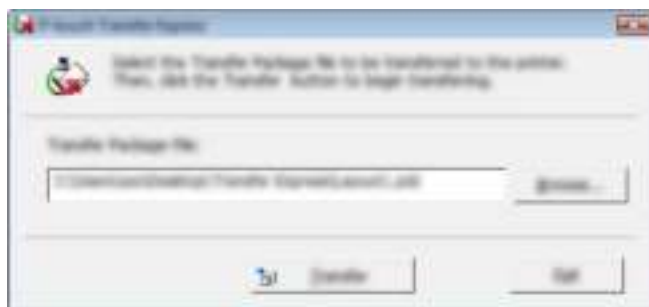 P-touch Transfer Express
Select the Transfer Package file to be transferred to the printer.
Then, click the Transfer button to begin transferring.
Transfer Package file:
Browse...
Transfer
Exit